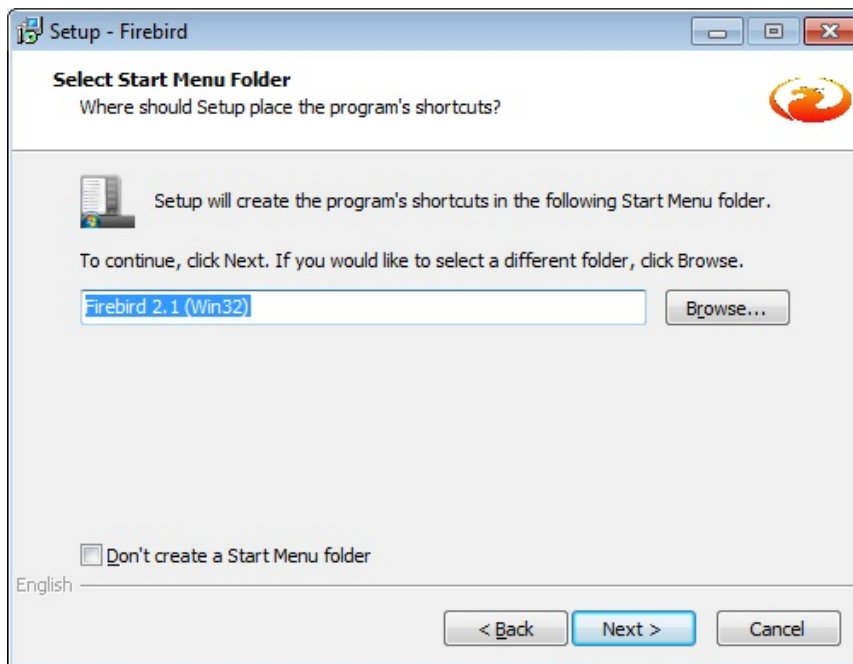 Setup - Firebird
Select Start Menu Folder
Where should Setup place the program's shortcuts?
Setup will create the program's shortcuts in the following Start Menu folder.
To continue, click Next. If you would like to select a different folder, click Browse.
Firebird 2.1 (Win32)
Browse...
Don't create a Start Menu folder
English
< Back
Next >
Cancel